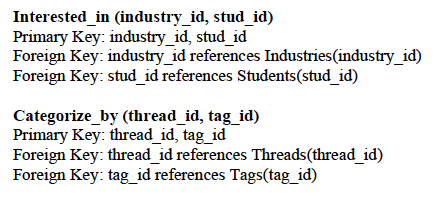 Interested_in (industry_id, stud_id)
Primary Key: industry_id, stud_id
Foreign Key: industry_id references Industries(industry_id)
Foreign Key: stud_id references Students(stud_id)
Categorize_by (thread_id, tag_id)
Primary Key: thread_id, tag_id
Foreign Key: thread_id references Threads(thread_id)
Foreign Key: tag_id references Tags(tag_id)